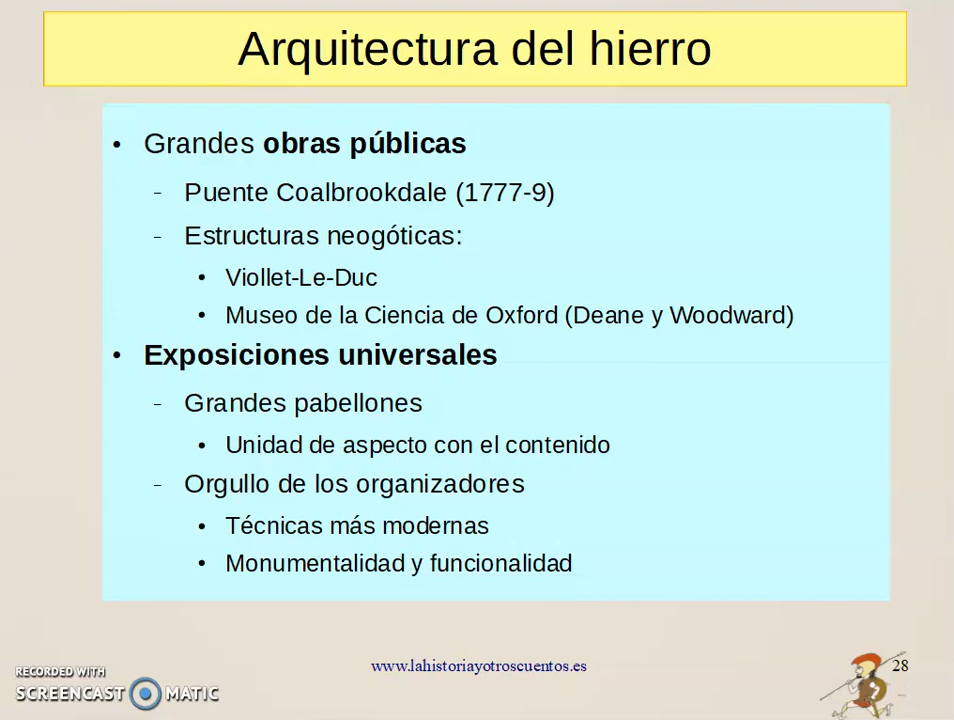 Arquitectura del hierro
• Grandes obras públicas
– Puente Coalbrookdale (1777-9)
– Estructuras neogóticas:
• Viollet-Le-Duc
• Museo de la Ciencia de Oxford (Deane y Woodward)
• Exposiciones universales
– Grandes pabellones
• Unidad de aspecto con el contenido
– Orgullo de los organizadores
• Técnicas más modernas
• Monumentalidad y funcionalidad
www.lahistoriayotroscuentos.es
28
RECORDED WITH
SCREENCAST MATIC